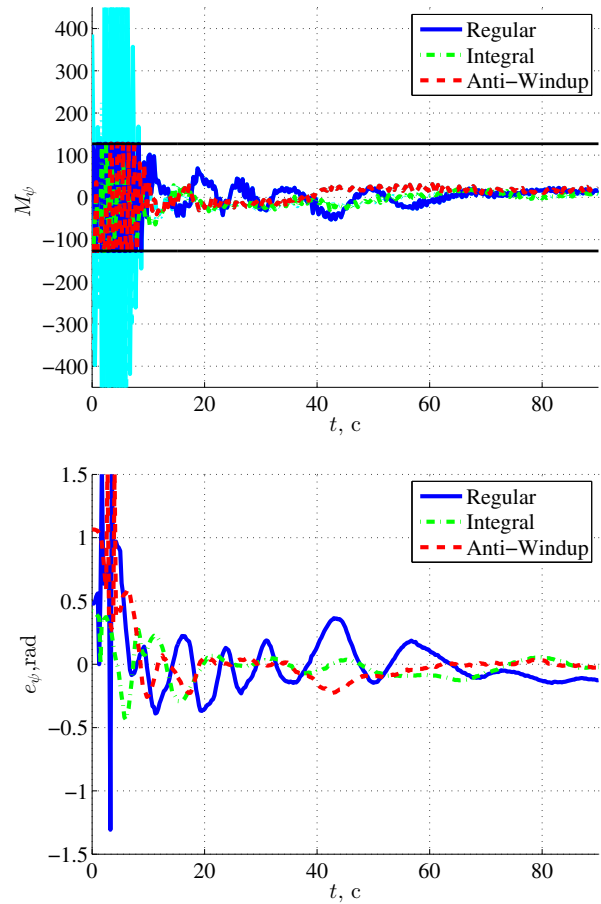 400
300
200
100
0
−100
−200
−300
−400
M_ψ
Regular
Integral
Anti−Windup
0 20 40 60 80
t, c
1.5
1
0.5
0
−0.5
−1
−1.5
e_ψ,rad
Regular
Integral
Anti−Windup
0 20 40 60 80
t, c